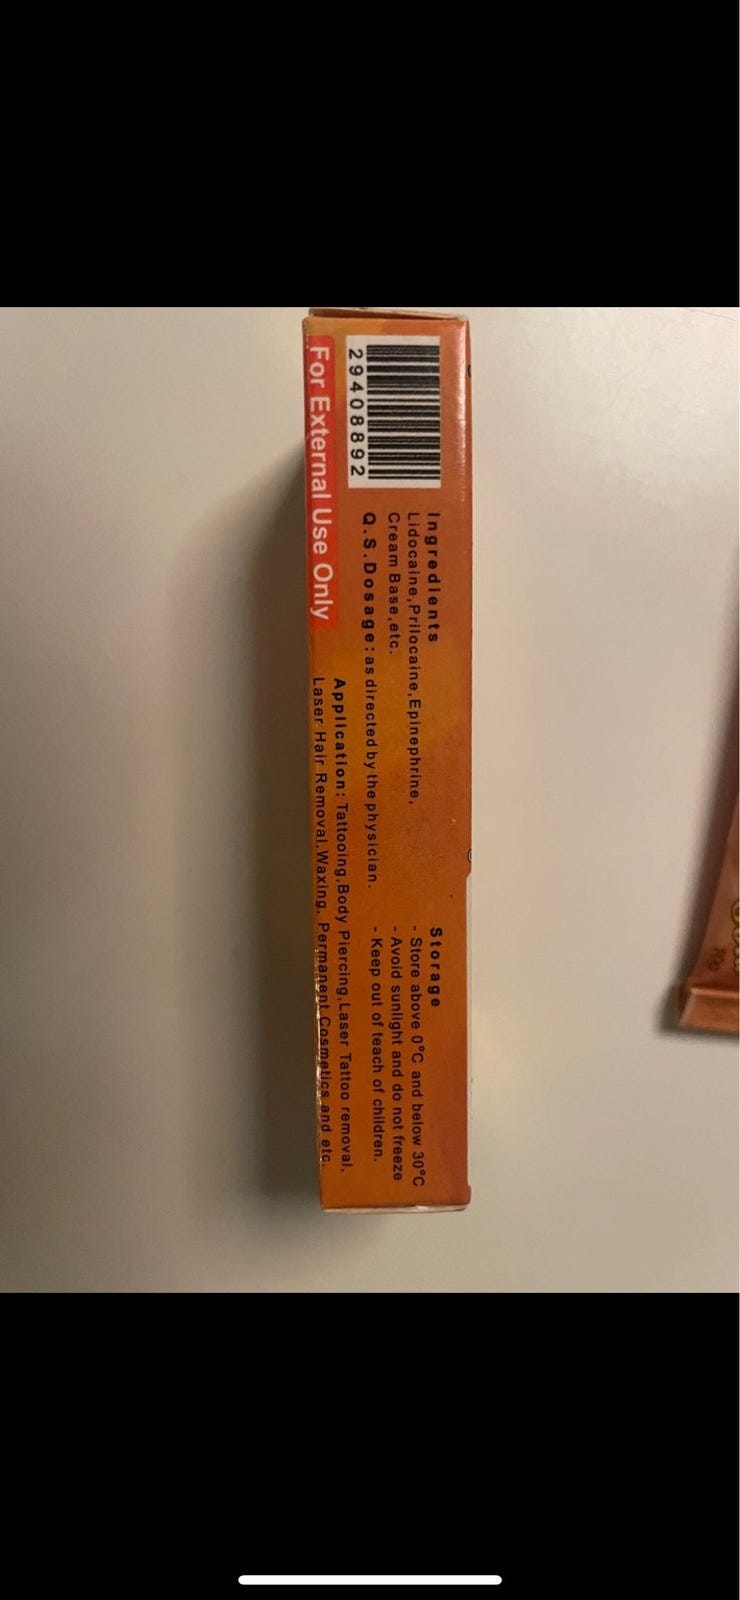 29408892
For External Use Only
Ingredients
Lidocaine,Prilocaine,Epinephrine,
Cream Base,etc.
Q.S.Dosage:as directed by the physician.
Application: Tattooing,Body Piercing,Laser Tattoo removal,
Laser Hair Removal,Waxing, Permanent Cosmetics and etc.
Storage
- Store above 0°C and below 30°C
- Avoid sunlight and do not freeze
- Keep out of teach of children.
10g